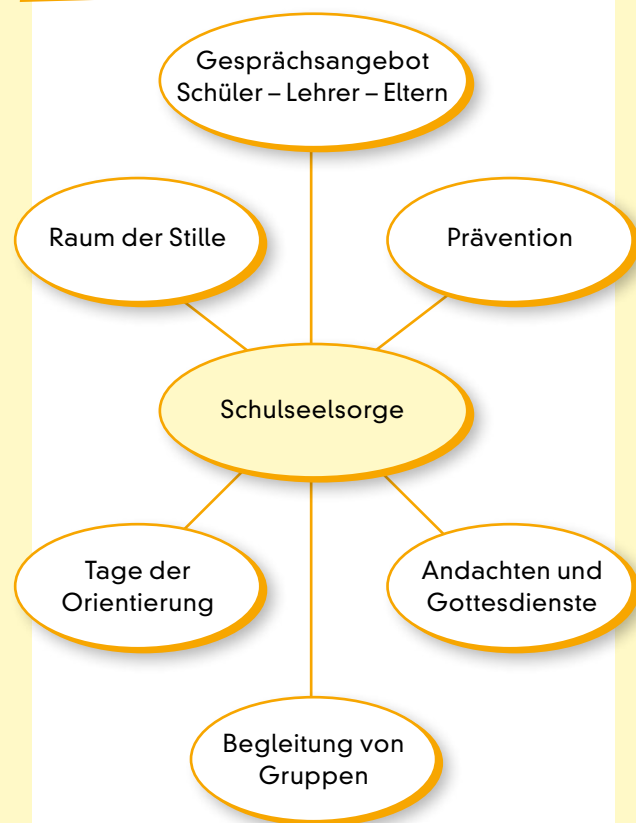 Gesprächsangebot
Schüler – Lehrer – Eltern
Raum der Stille
Prävention
Schulseelsorge
Tage der
Orientierung
Andachten und
Gottesdienste
Begleitung von
Gruppen